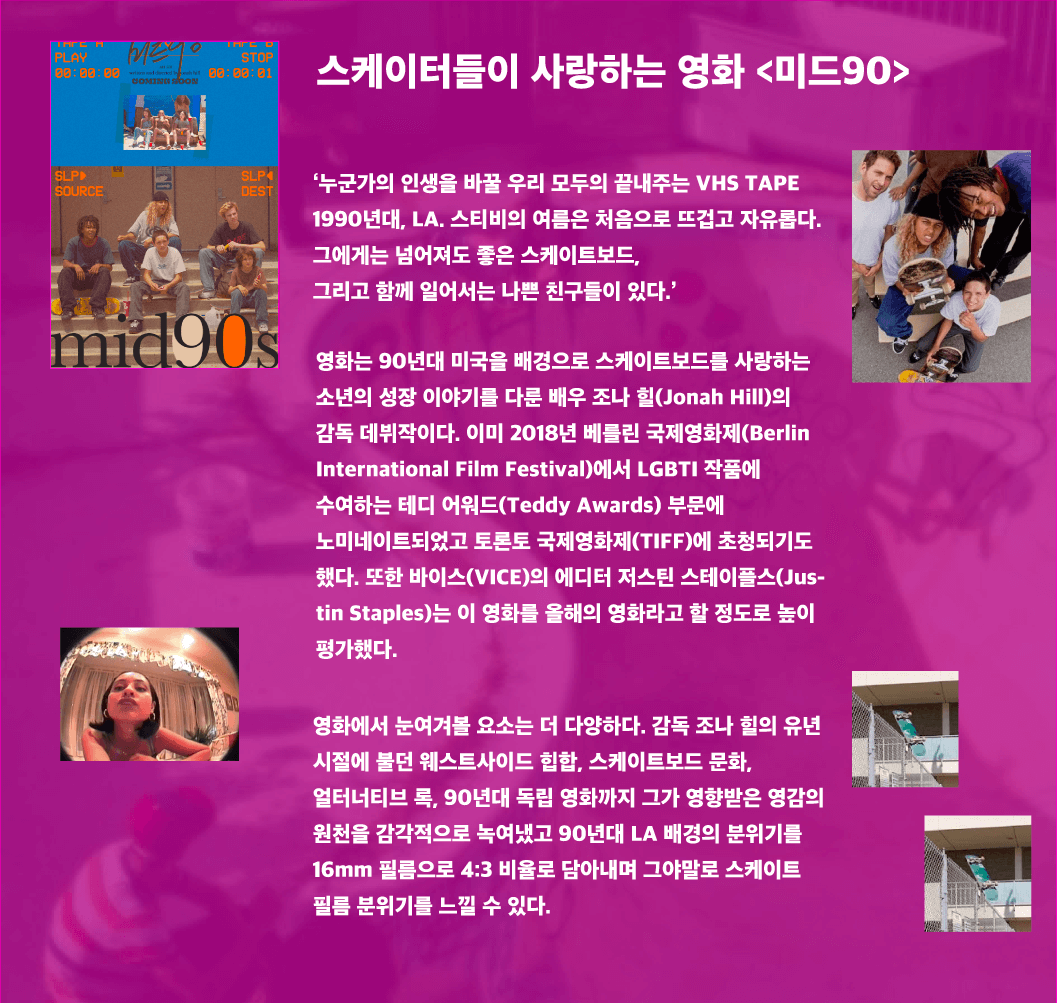 TAPE A
TAPE B
PLAY
STOP
00:00:00
00:00:01
SLP
SLP
SOURCE
DEST
mid90s
스케이터들이 사랑하는 영화 <미드90>
‘누군가의 인생을 바꿀 우리 모두의 끝내주는 VHS TAPE
1990년대, LA. 스티비의 여름은 처음으로 뜨겁고 자유롭다.
그에게는 넘어져도 좋은 스케이트보드,
그리고 함께 일어서는 나쁜 친구들이 있다.’
영화는 90년대 미국을 배경으로 스케이트보드를 사랑하는
소년의 성장 이야기를 다룬 배우 조나 힐(Jonah Hill)의
감독 데뷔작이다. 이미 2018년 베를린 국제영화제(Berlin
International Film Festival)에서 LGBTI 작품에
수여하는 테디 어워드(Teddy Awards) 부문에
노미네이트되었고 토론토 국제영화제(TIFF)에 초청되기도
했다. 또한 바이스(VICE)의 에디터 저스틴 스테이플스(Jus-
tin Staples)는 이 영화를 올해의 영화라고 할 정도로 높이
평가했다.
영화에서 눈여겨볼 요소는 더 다양하다. 감독 조나 힐의 유년
시절에 불던 웨스트사이드 힙합, 스케이트보드 문화,
얼터너티브 록, 90년대 독립 영화까지 그가 영향받은 영감의
원천을 감각적으로 녹여냈고 90년대 LA 배경의 분위기를
16mm 필름으로 4:3 비율로 담아내며 그야말로 스케이트
필름 분위기를 느낄 수 있다.